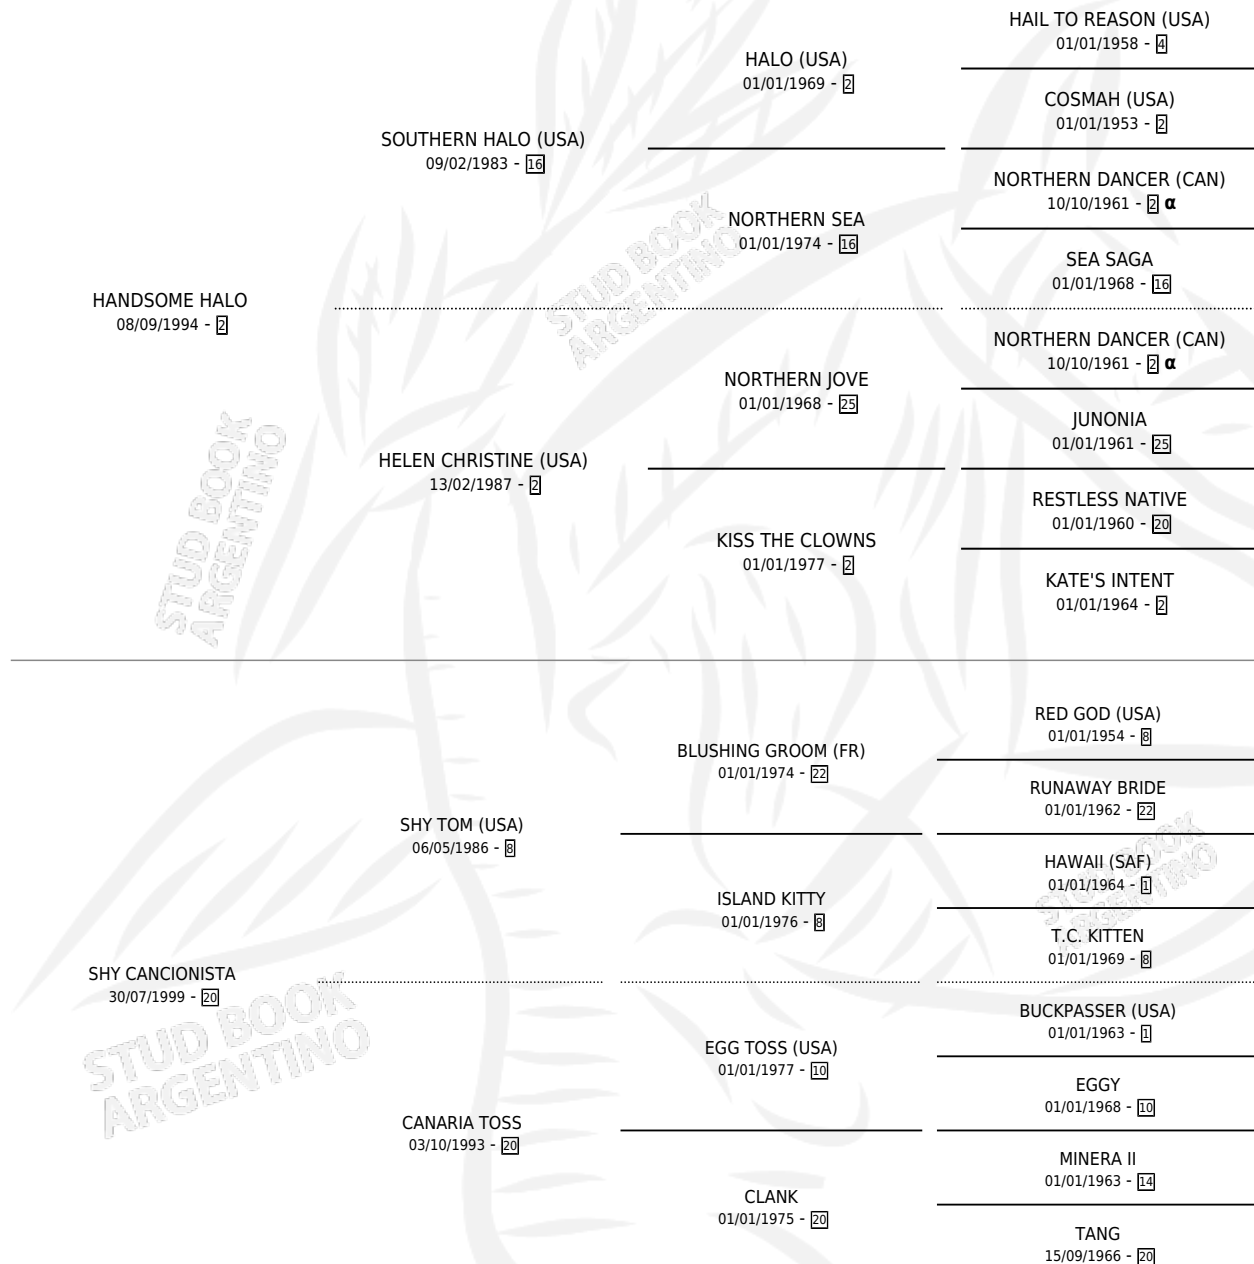 HAIL TO REASON (USA)
01/01/1958 - 4
HALO (USA)
01/01/1969 - 2
COSMAH (USA)
01/01/1953 - 2
SOUTHERN HALO (USA)
09/02/1983 - 16
NORTHERN DANCER (CAN)
10/10/1961 - 2 α
NORTHERN SEA
01/01/1974 - 16
SEA SAGA
01/01/1968 - 16
HANDSOME HALO
08/09/1994 - 2
NORTHERN DANCER (CAN)
10/10/1961 - 2 α
NORTHERN JOVE
01/01/1968 - 25
JUNONIA
01/01/1961 - 25
HELEN CHRISTINE (USA)
13/02/1987 - 2
RESTLESS NATIVE
01/01/1960 - 20
KISS THE CLOWNS
01/01/1977 - 2
KATE'S INTENT
01/01/1964 - 2
RED GOD (USA)
01/01/1954 - 8
BLUSHING GROOM (FR)
01/01/1974 - 22
RUNAWAY BRIDE
01/01/1962 - 22
SHY TOM (USA)
06/05/1986 - 8
HAWAII (SAF)
01/01/1964 - 1
ISLAND KITTY
01/01/1976 - 8
T.C. KITTEN
01/01/1969 - 8
SHY CANCIONISTA
30/07/1999 - 20
BUCKPASSER (USA)
01/01/1963 - 1
EGG TOSS (USA)
01/01/1977 - 10
EGGY
01/01/1968 - 10
CANARIA TOSS
03/10/1993 - 20
MINERA II
01/01/1963 - 14
CLANK
01/01/1975 - 20
TANG
15/09/1966 - 20
STUD BOOK
ARGENTINO
STUD BOOK
ARGENTINO
STUD BOOK
ARGENTINO
STUD BOOK
ARGENTINO